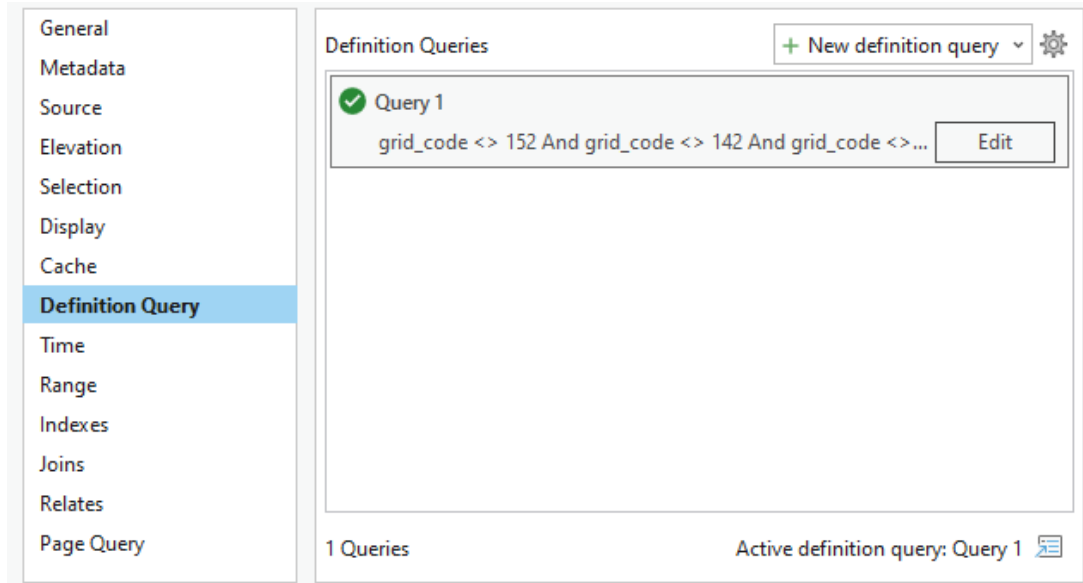 General
Metadata
Source
Elevation
Selection
Display
Cache
Definition Query
Time
Range
Indexes
Joins
Relates
Page Query
Definition Queries
+ New definition query
Query 1
grid_code <> 152 And grid_code <> 142 And grid_code <>...
Edit
1 Queries
Active definition query: Query 1